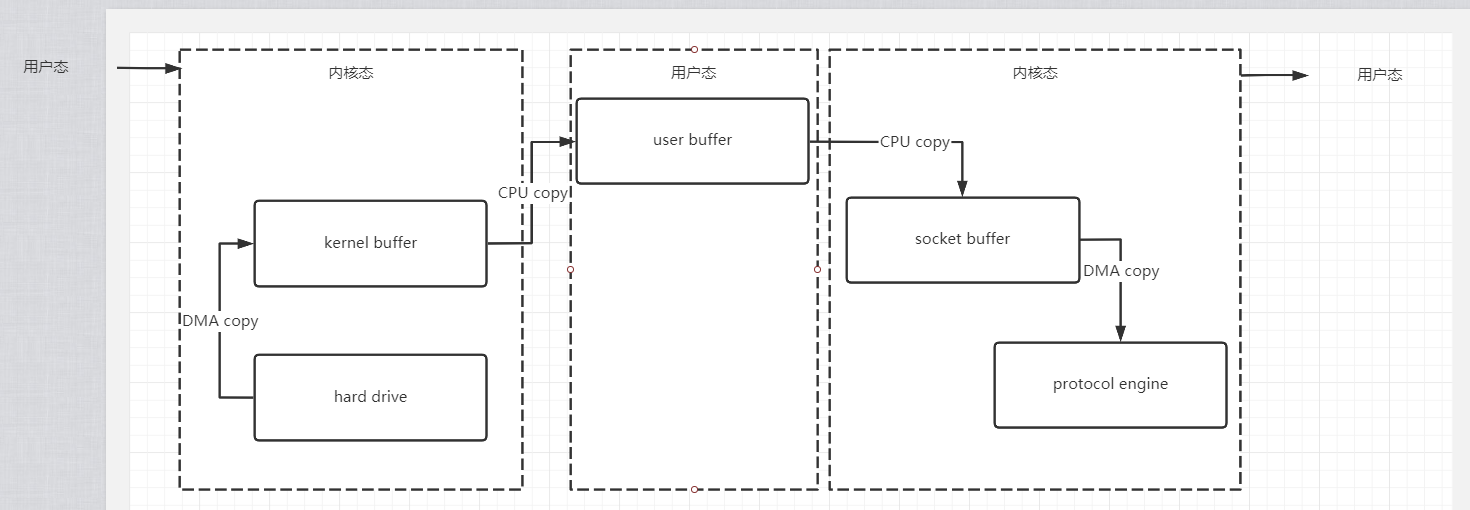 用户态
内核态
用户态
内核态
用户态
user buffer
CPU copy
CPU copy
kernel buffer
socket buffer
DMA copy
DMA copy
hard drive
protocol engine